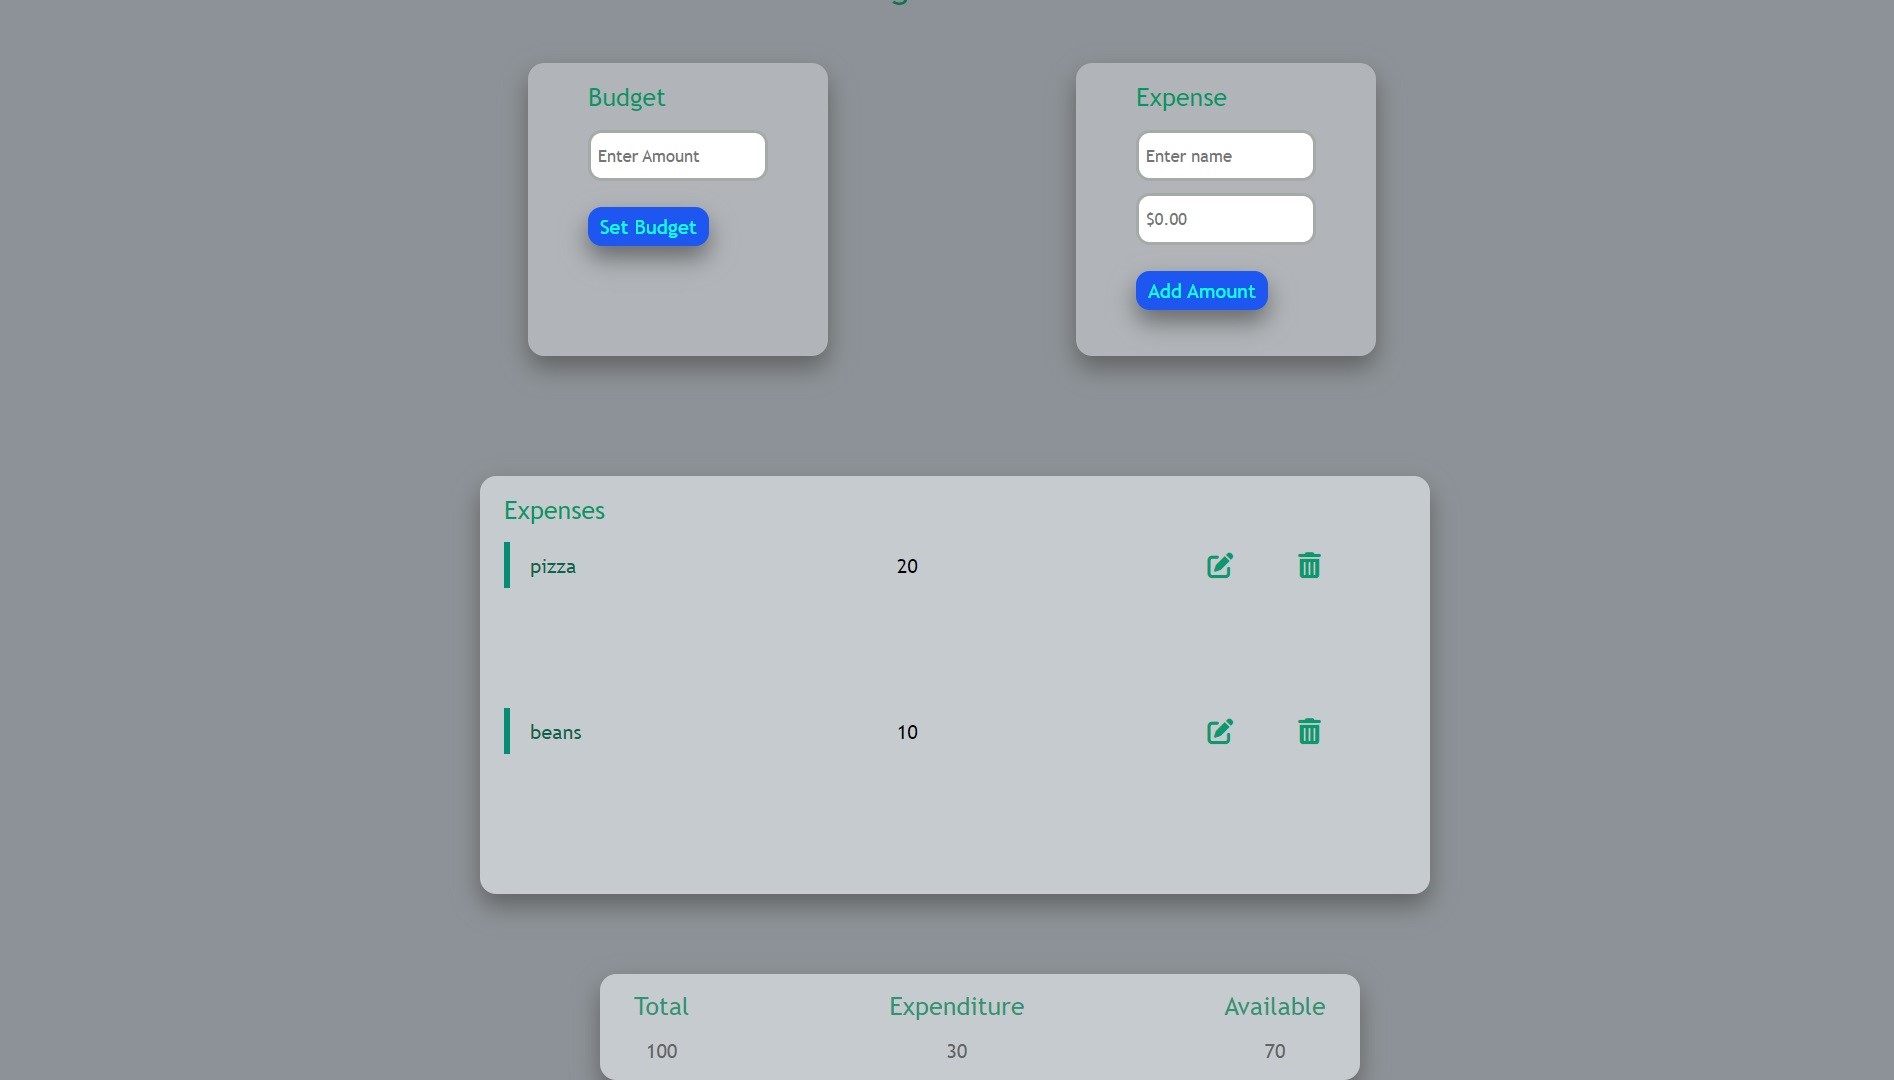 Budget
Enter Amount
Set Budget
Expense
Enter name
$0.00
Add Amount
Expenses
pizza 20
beans 10
Total Expenditure Available
100 30 70